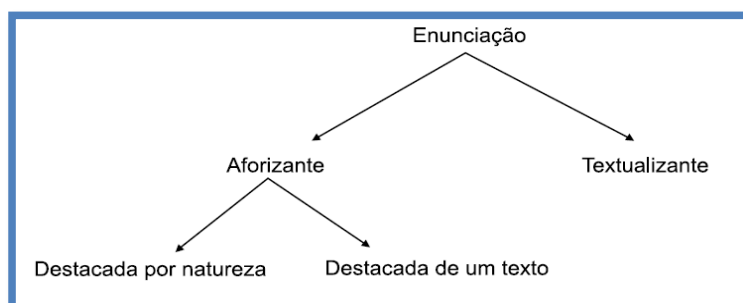 Enunciação
Aforizante Textualizante
Destacada por natureza Destacada de um texto